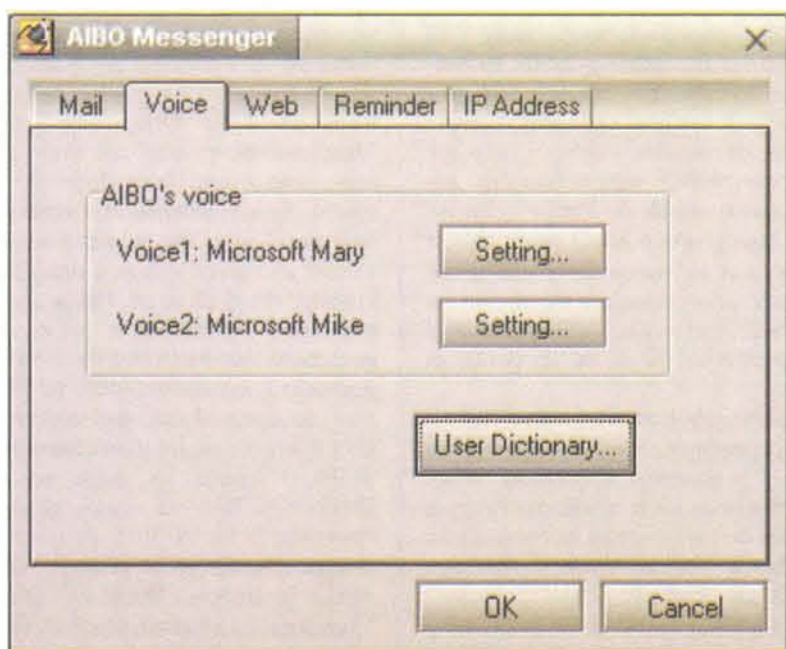 AIBO Messenger
Mail Voice Web Reminder IP Address
AIBO's voice
Voice1: Microsoft Mary Setting...
Voice2: Microsoft Mike Setting...
User Dictionary...
OK Cancel